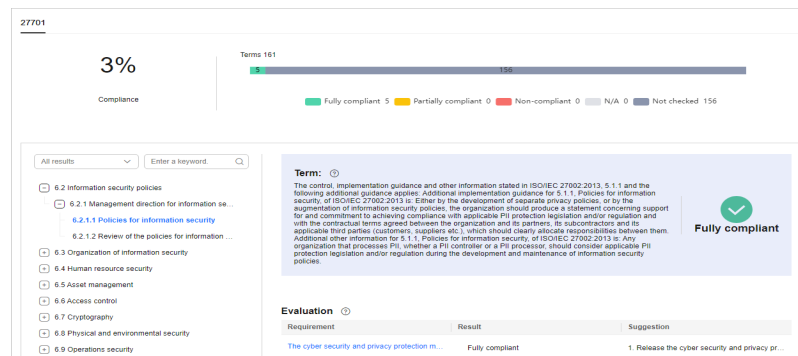 27701
3%
Compliance
Terms 161
5
156
Fully compliant 5
Partially compliant 0
Non-compliant 0
N/A 0
Not checked 156
All results
Enter a keyword.
6.2 Information security policies
6.2.1 Management direction for information se...
6.2.1.1 Policies for information security
6.2.1.2 Review of the policies for information ...
6.3 Organization of information security
6.4 Human resource security
6.5 Asset management
6.6 Access control
6.7 Cryptography
6.8 Physical and environmental security
6.9 Operations security
Term:
The control, implementation guidance and other information stated in ISO/IEC 27002:2013, 5.1.1 and the
following additional guidance applies: Additional implementation guidance for 5.1.1, Policies for information
security, of ISO/IEC 27002:2013 is: Either by the development of separate privacy policies, or by the
augmentation of information security policies, the organization should produce a statement concerning support
for and commitment to achieving compliance with applicable PII protection legislation and/or regulation and
with the contractual terms agreed between the organization and its partners, its subcontractors and its
applicable third parties (customers, suppliers etc.), which should clearly allocate responsibilities between them.
Additional other information for 5.1.1, Policies for information security, of ISO/IEC 27002:2013 is: Any
organization that processes PII, whether a PII controller or a PII processor, should consider applicable PII
protection legislation and/or regulation during the development and maintenance of information security
policies.
Fully compliant
Evaluation
Requirement
Result
Suggestion
The cyber security and privacy protection m...
Fully compliant
1. Release the cyber security and privacy pr...